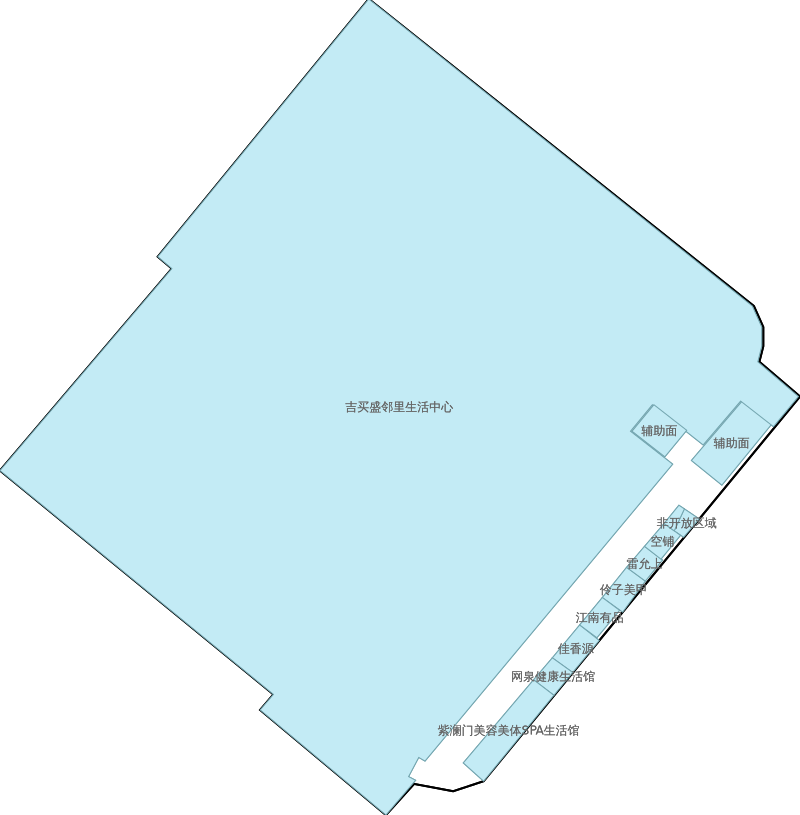 吉买盛邻里生活中心
辅助面
辅助面
非开放区域
空铺
雷允上
伶子美甲
江南有品
佳香源
网泉健康生活馆
紫澜门美容美体SPA生活馆